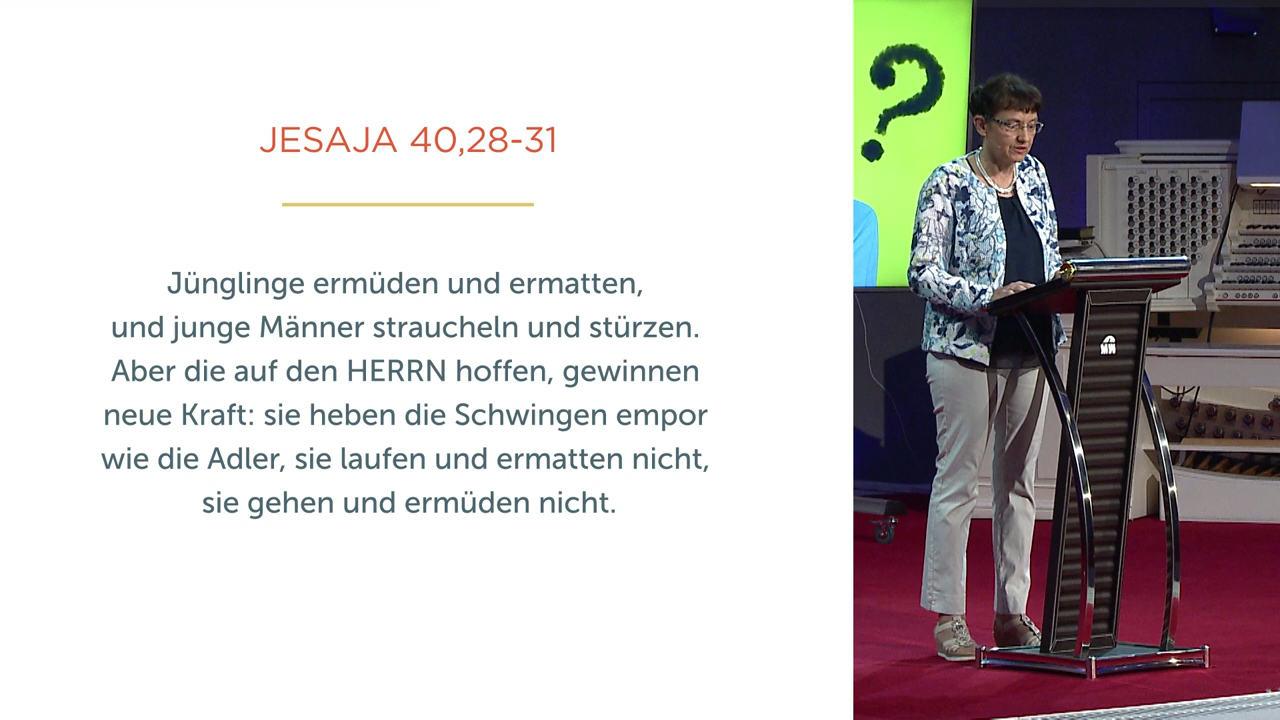 JESAJA 40,28-31
Jünglinge ermüden und ermatten,
und junge Männer straucheln und stürzen.
Aber die auf den HERRN hoffen, gewinnen
neue Kraft: sie heben die Schwingen empor
wie die Adler, sie laufen und ermatten nicht,
sie gehen und ermüden nicht.
?